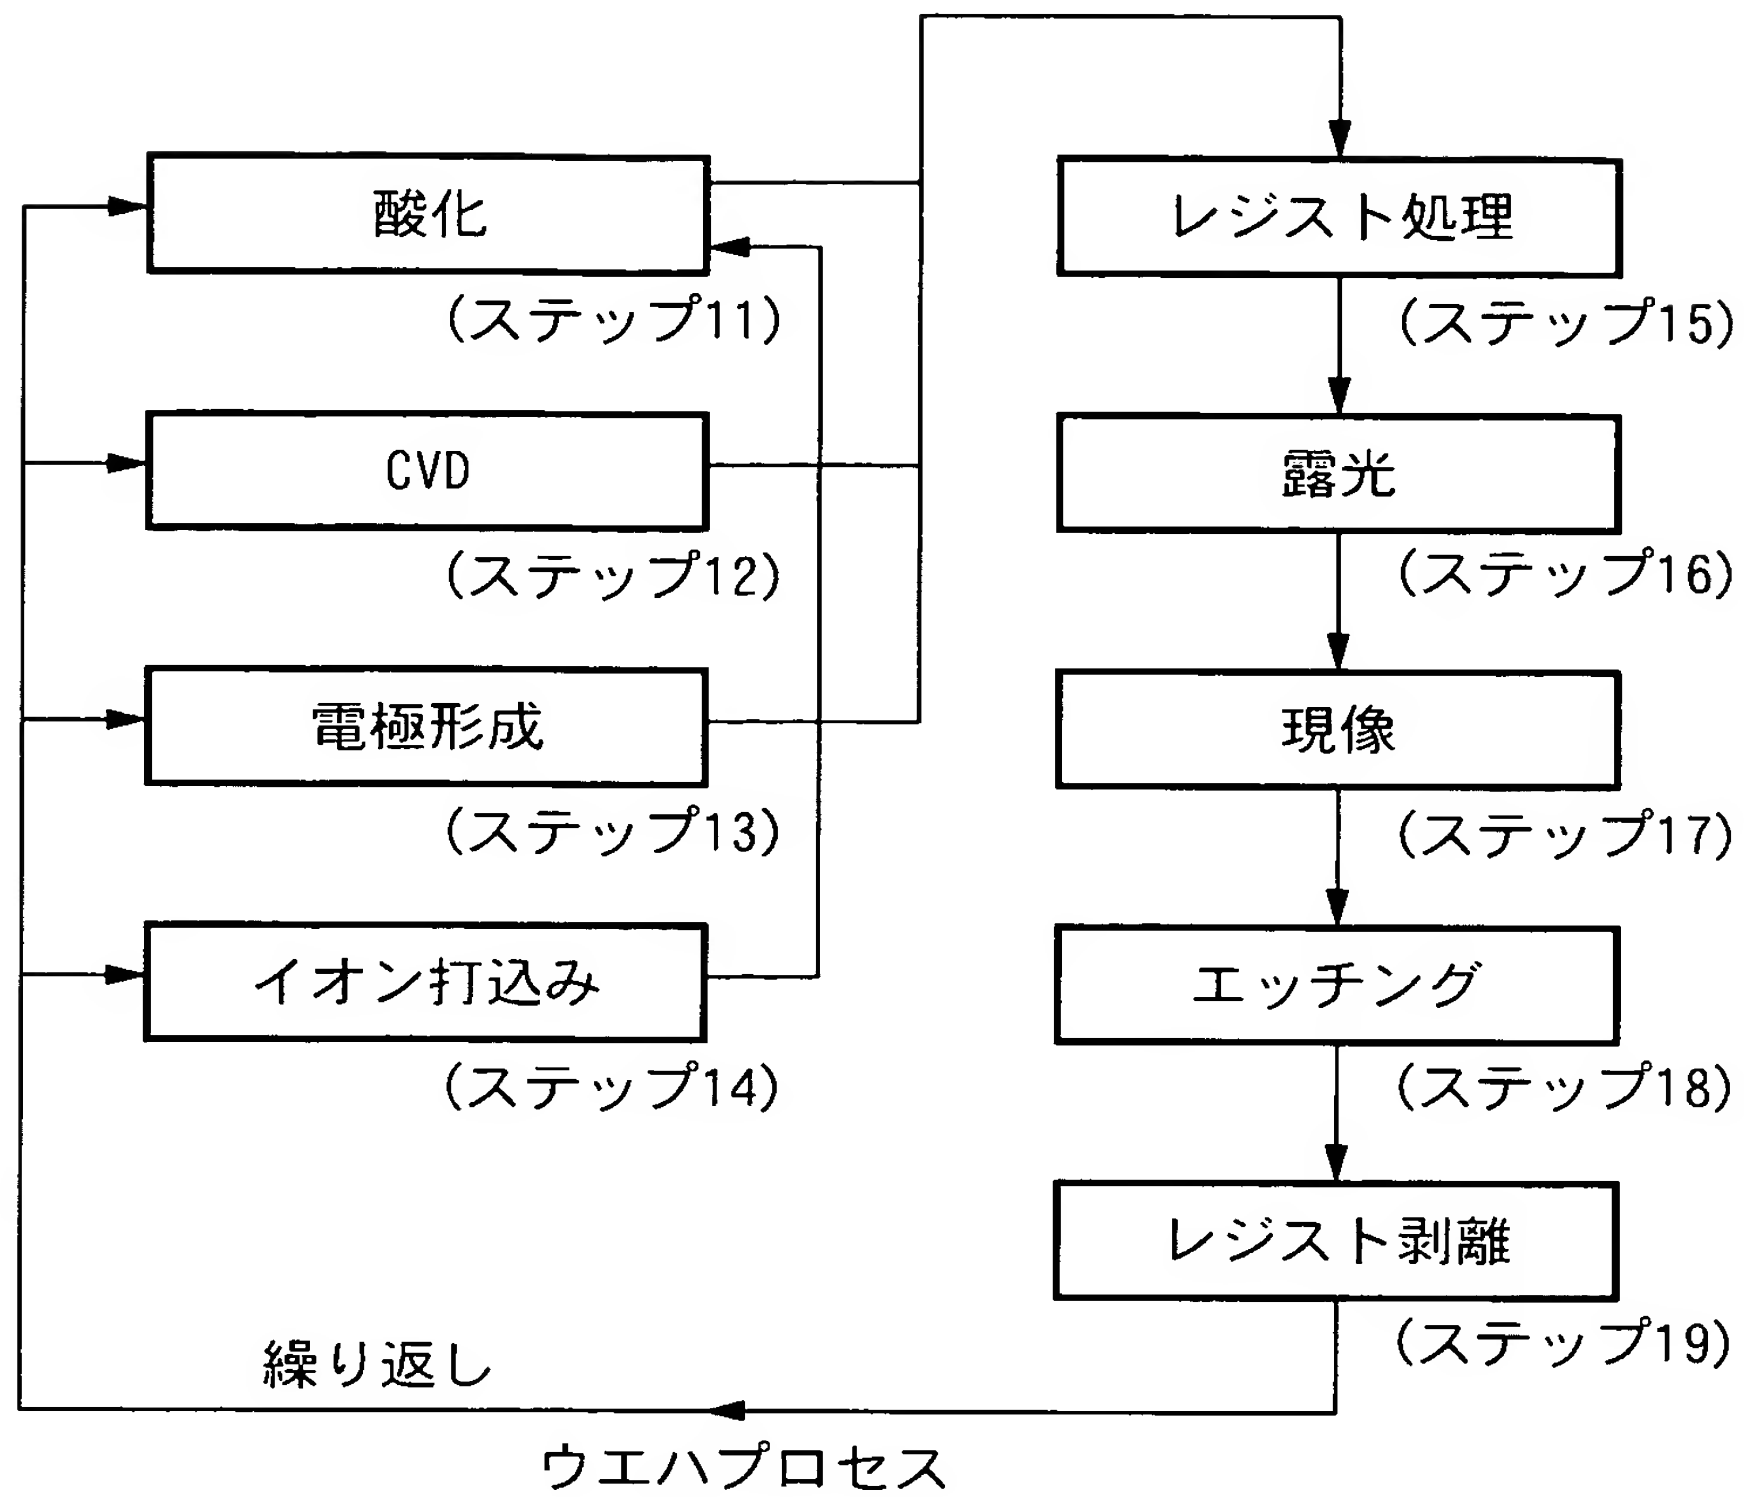 酸化
(ステップ11)
CVD
(ステップ12)
電極形成
(ステップ13)
イオン打込み
(ステップ14)
レジスト処理
(ステップ15)
露光
(ステップ16)
現像
(ステップ17)
エッチング
(ステップ18)
レジスト剥離
(ステップ19)
繰り返し
ウエハプロセス